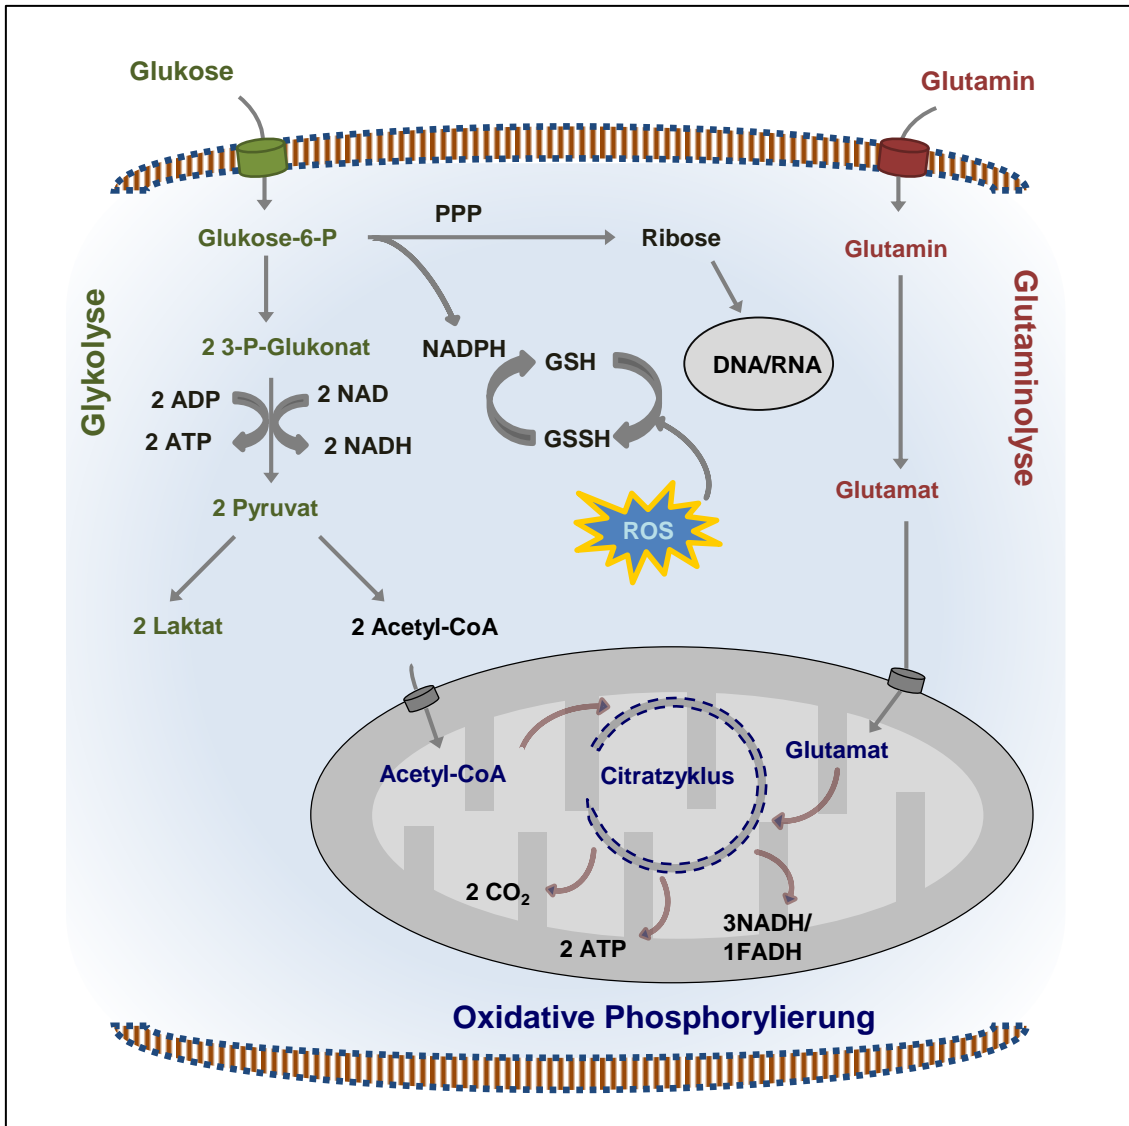 Glukose
Glutamin
PPP
Glukose-6-P
Ribose
Glutamin
Glykolyse
Glutaminolyse
2 3-P-Glukonat
NADPH
GSH
DNA/RNA
2 ADP
2 NAD
2 ATP
2 NADH
GSSH
2 Pyruvat
Glutamat
ROS
2 Laktat
2 Acetyl-CoA
Acetyl-CoA
Citratzyklus
Glutamat
2 CO₂
2 ATP
3NADH/
1FADH
Oxidative Phosphorylierung